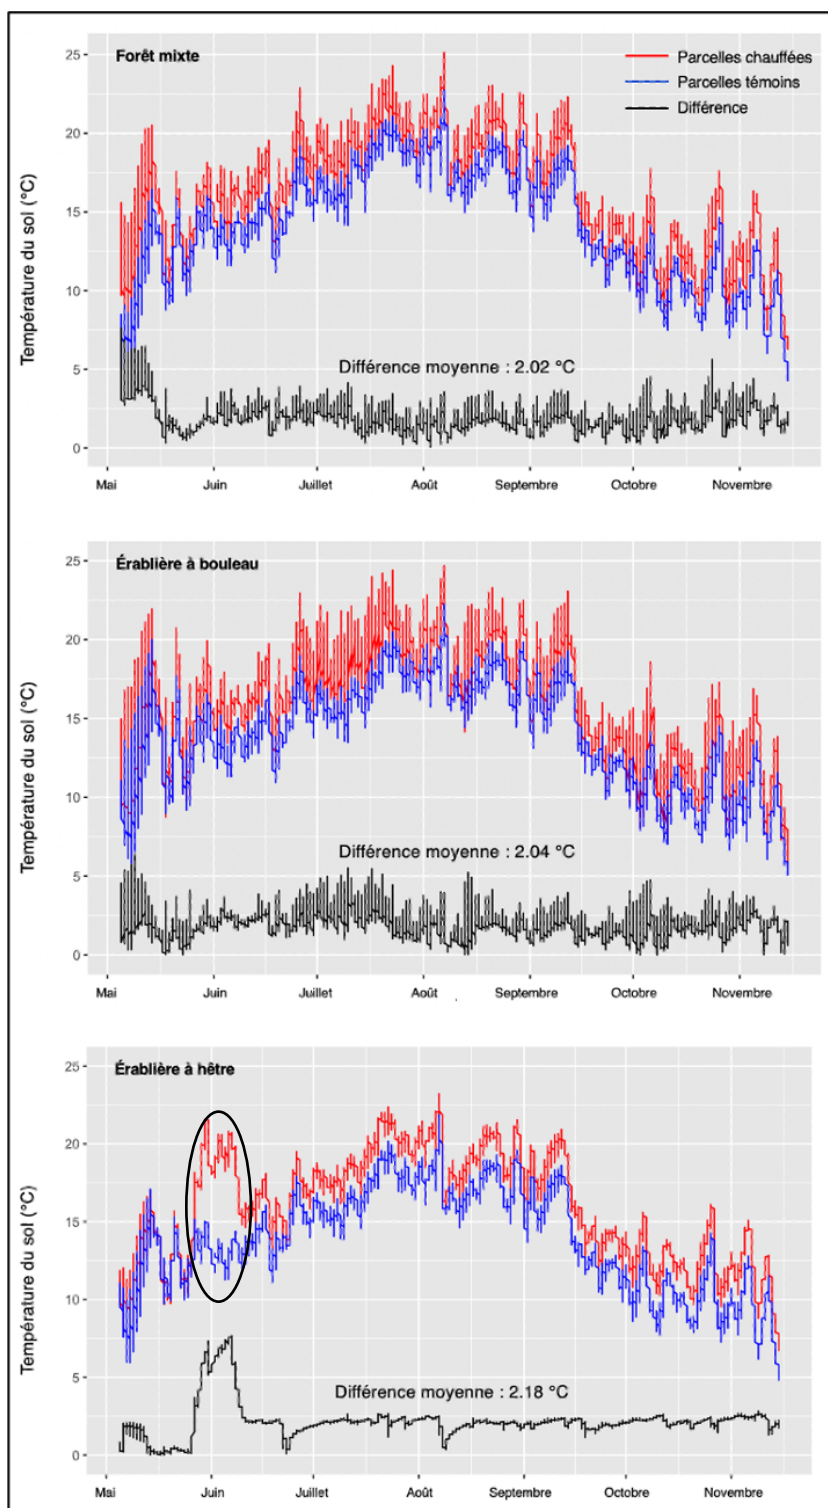 Forêt mixte
Parcelles chauffées
Parcelles témoins
Différence
25
20
15
10
5
0
Température du sol (°C)
Différence moyenne : 2.02 °C
Mai Juin Juillet Août Septembre Octobre Novembre
Érablière à bouleau
25
20
15
10
5
0
Température du sol (°C)
Différence moyenne : 2.04 °C
Mai Juin Juillet Août Septembre Octobre Novembre
Érablière à hêtre
25
20
15
10
5
0
Température du sol (°C)
Différence moyenne : 2.18 °C
Mai Juin Juillet Août Septembre Octobre Novembre